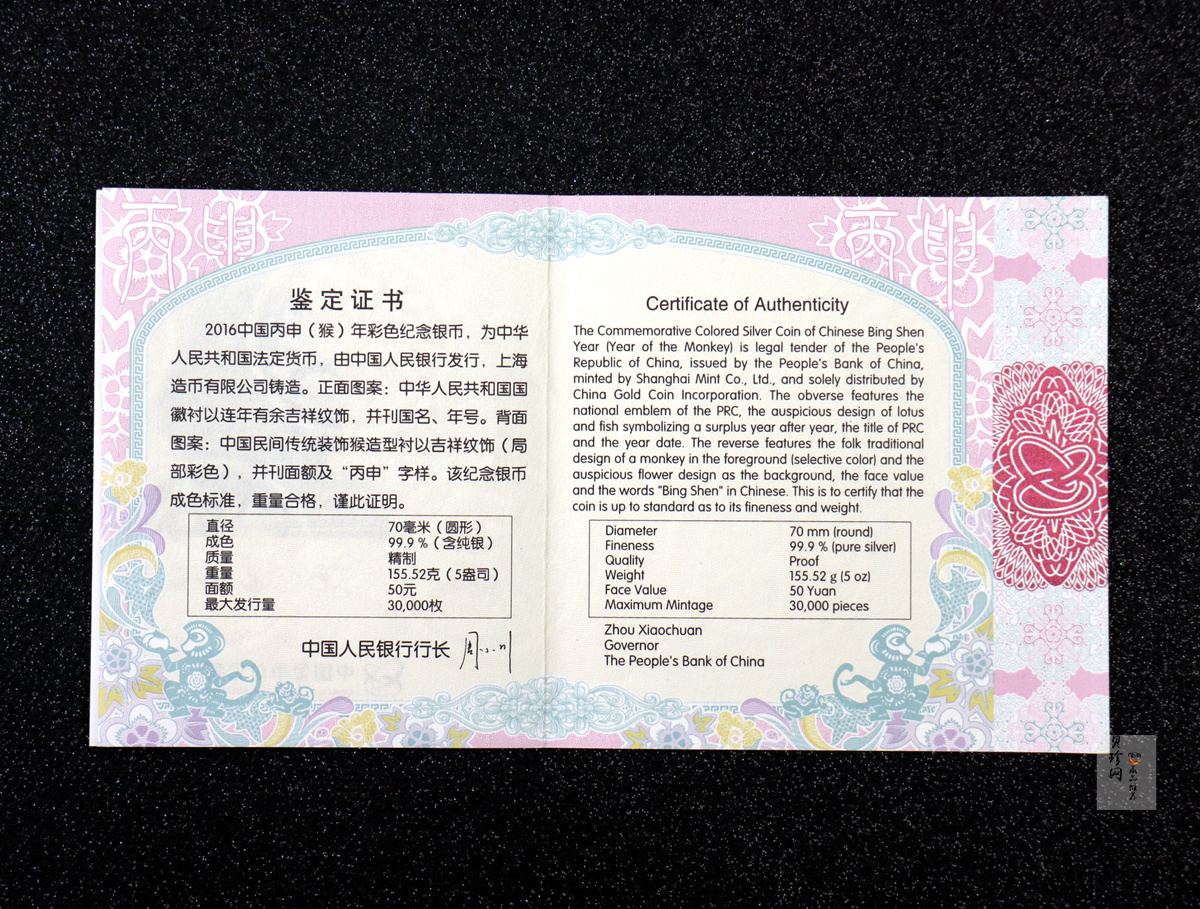 丙申
丙申
鉴定证书
2016中国丙申（猴）年彩色纪念银币，为中华
人民共和国法定货币，由中国人民银行发行，上海
造币有限公司铸造。正面图案：中华人民共和国国
徽衬以连年有余吉祥纹饰，并刊国名、年号。背面
图案：中国民间传统装饰猴造型衬以吉祥纹饰（局
部彩色），并刊面额及“丙申”字样。该纪念银币
成色标准，重量合格，谨此证明。
直径 70毫米（圆形）
成色 99.9％（含纯银）
质量 精制
重量 155.52克（5盎司）
面额 50元
最大发行量 30,000枚
中国人民银行行长 周小川
Certificate of Authenticity
The Commemorative Colored Silver Coin of Chinese Bing Shen
Year (Year of the Monkey) is legal tender of the People's
Republic of China, issued by the People's Bank of China,
minted by Shanghai Mint Co., Ltd., and solely distributed by
China Gold Coin Incorporation. The obverse features the
national emblem of the PRC, the auspicious design of lotus
and fish symbolizing a surplus year after year, the title of PRC
and the year date. The reverse features the folk traditional
design of a monkey in the foreground (selective color) and the
auspicious flower design as the background, the face value
and the words "Bing Shen" in Chinese. This is to certify that the
coin is up to standard as to its fineness and weight.
Diameter 70 mm (round)
Fineness 99.9 % (pure silver)
Quality Proof
Weight 155.52 g (5 oz)
Face Value 50 Yuan
Maximum Mintage 30,000 pieces
Zhou Xiaochuan
Governor
The People's Bank of China